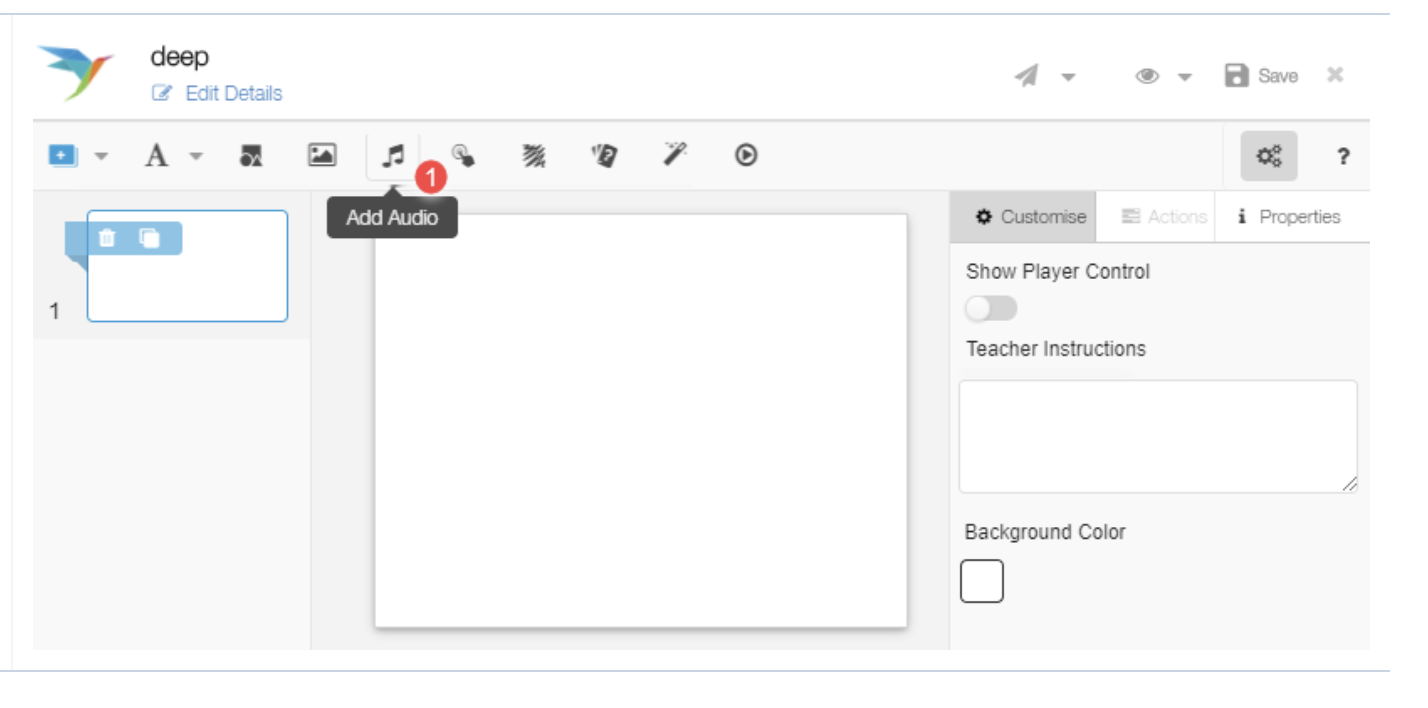 deep
Edit Details
Save
A
?
1
Add Audio
Customise
Actions
Properties
1
Show Player Control
Teacher Instructions
Background Color